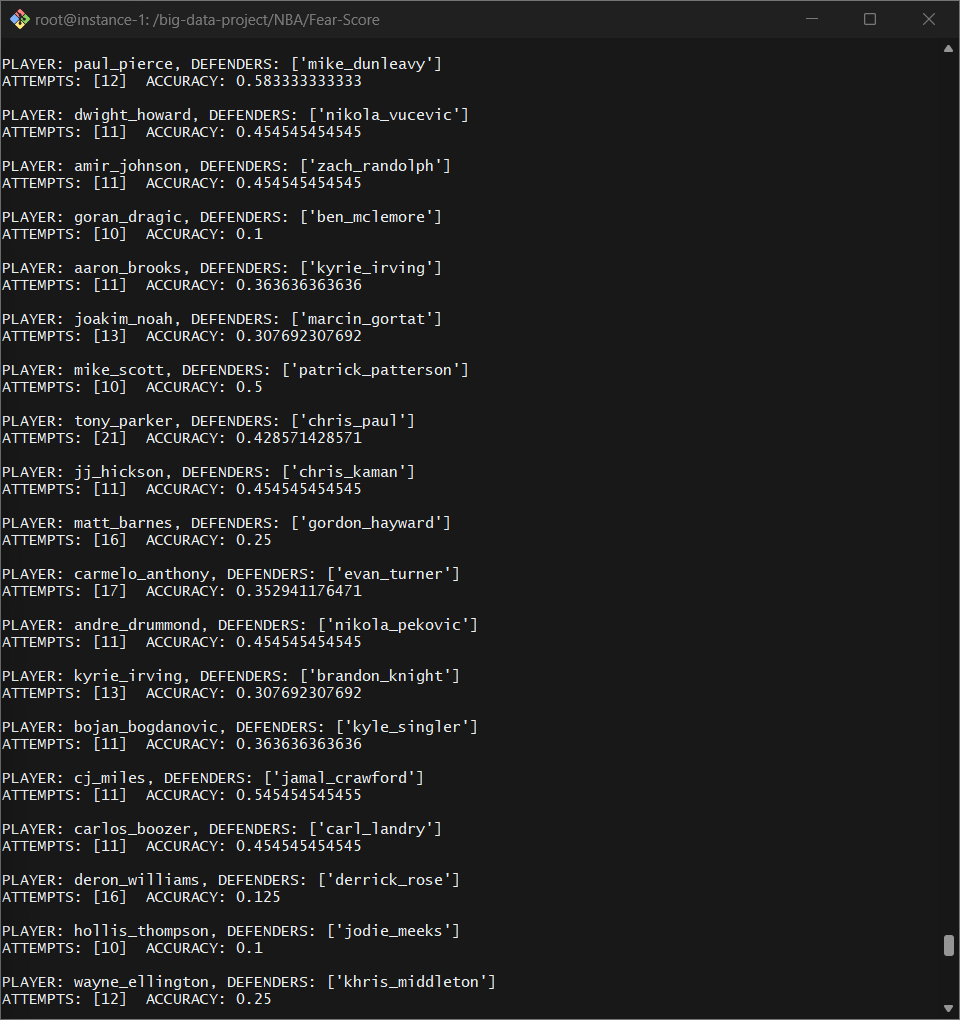 root@instance-1: /big-data-project/NBA/Fear-Score
PLAYER: paul_pierce, DEFENDERS: ['mike_dunleavy']
ATTEMPTS: [12]  ACCURACY: 0.583333333333
PLAYER: dwight_howard, DEFENDERS: ['nikola_vucevic']
ATTEMPTS: [11]  ACCURACY: 0.454545454545
PLAYER: amir_johnson, DEFENDERS: ['zach_randolph']
ATTEMPTS: [11]  ACCURACY: 0.454545454545
PLAYER: goran_dragic, DEFENDERS: ['ben_mclemore']
ATTEMPTS: [10]  ACCURACY: 0.1
PLAYER: aaron_brooks, DEFENDERS: ['kyrie_irving']
ATTEMPTS: [11]  ACCURACY: 0.363636363636
PLAYER: joakim_noah, DEFENDERS: ['marcin_gortat']
ATTEMPTS: [13]  ACCURACY: 0.307692307692
PLAYER: mike_scott, DEFENDERS: ['patrick_patterson']
ATTEMPTS: [10]  ACCURACY: 0.5
PLAYER: tony_parker, DEFENDERS: ['chris_paul']
ATTEMPTS: [21]  ACCURACY: 0.428571428571
PLAYER: jj_hickson, DEFENDERS: ['chris_kaman']
ATTEMPTS: [11]  ACCURACY: 0.454545454545
PLAYER: matt_barnes, DEFENDERS: ['gordon_hayward']
ATTEMPTS: [16]  ACCURACY: 0.25
PLAYER: carmelo_anthony, DEFENDERS: ['evan_turner']
ATTEMPTS: [17]  ACCURACY: 0.352941176471
PLAYER: andre_drummond, DEFENDERS: ['nikola_pekovic']
ATTEMPTS: [11]  ACCURACY: 0.454545454545
PLAYER: kyrie_irving, DEFENDERS: ['brandon_knight']
ATTEMPTS: [13]  ACCURACY: 0.307692307692
PLAYER: bojan_bogdanovic, DEFENDERS: ['kyle_singler']
ATTEMPTS: [11]  ACCURACY: 0.363636363636
PLAYER: cj_miles, DEFENDERS: ['jamal_crawford']
ATTEMPTS: [11]  ACCURACY: 0.545454545455
PLAYER: carlos_boozer, DEFENDERS: ['carl_landry']
ATTEMPTS: [11]  ACCURACY: 0.454545454545
PLAYER: deron_williams, DEFENDERS: ['derrick_rose']
ATTEMPTS: [16]  ACCURACY: 0.125
PLAYER: hollis_thompson, DEFENDERS: ['jodie_meeks']
ATTEMPTS: [10]  ACCURACY: 0.1
PLAYER: wayne_ellington, DEFENDERS: ['khris_middleton']
ATTEMPTS: [12]  ACCURACY: 0.25